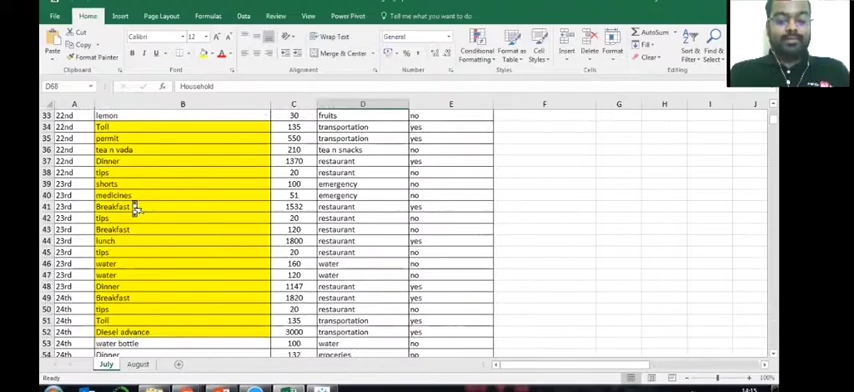 File Home Insert Page Layout Formulas Data Review View Power Pivot Tell me what you want to do
Cut
Copy
Format Painter
Paste
Clipboard
Calibri 12
Font
Wrap Text
Merge & Center
Alignment
General
Number
Conditional Formatting
Format as Table
Cell Styles
Styles
Insert Delete Format
Cells
AutoSum
Fill
Clear
Sort & Filter
Find & Select
Editing
D68 Household
A B C D E F G H I J
33 22nd lemon 30 fruits no
34 22nd Toll 135 transportation yes
35 22nd permit 550 transportation yes
36 22nd tea n vada 210 tea n snacks no
37 22nd Dinner 1370 restaurant yes
38 22nd tips 20 restaurant no
39 23rd shorts 100 emergency no
40 23rd medicines 51 emergency no
41 23rd Breakfast 1532 restaurant yes
42 23rd tips 20 restaurant no
43 23rd Breakfast 120 restaurant no
44 23rd lunch 1800 restaurant yes
45 23rd tips 20 restaurant no
46 23rd water 160 water no
47 23rd water 120 water no
48 23rd Dinner 1147 restaurant yes
49 24th Breakfast 1820 restaurant yes
50 24th tips 20 restaurant no
51 24th Toll 135 transportation yes
52 24th Diesel advance 3000 transportation yes
53 24th water bottle 100 water no
54 24th Dinner 132 groceries no
July August
Ready 100%
14:15